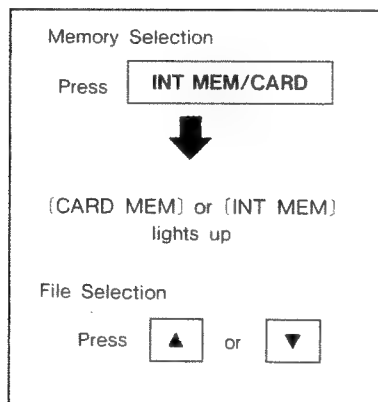 Memory Selection
Press INT MEM/CARD
[CARD MEM] or [INT MEM]
lights up
File Selection
Press ▲ or ▼